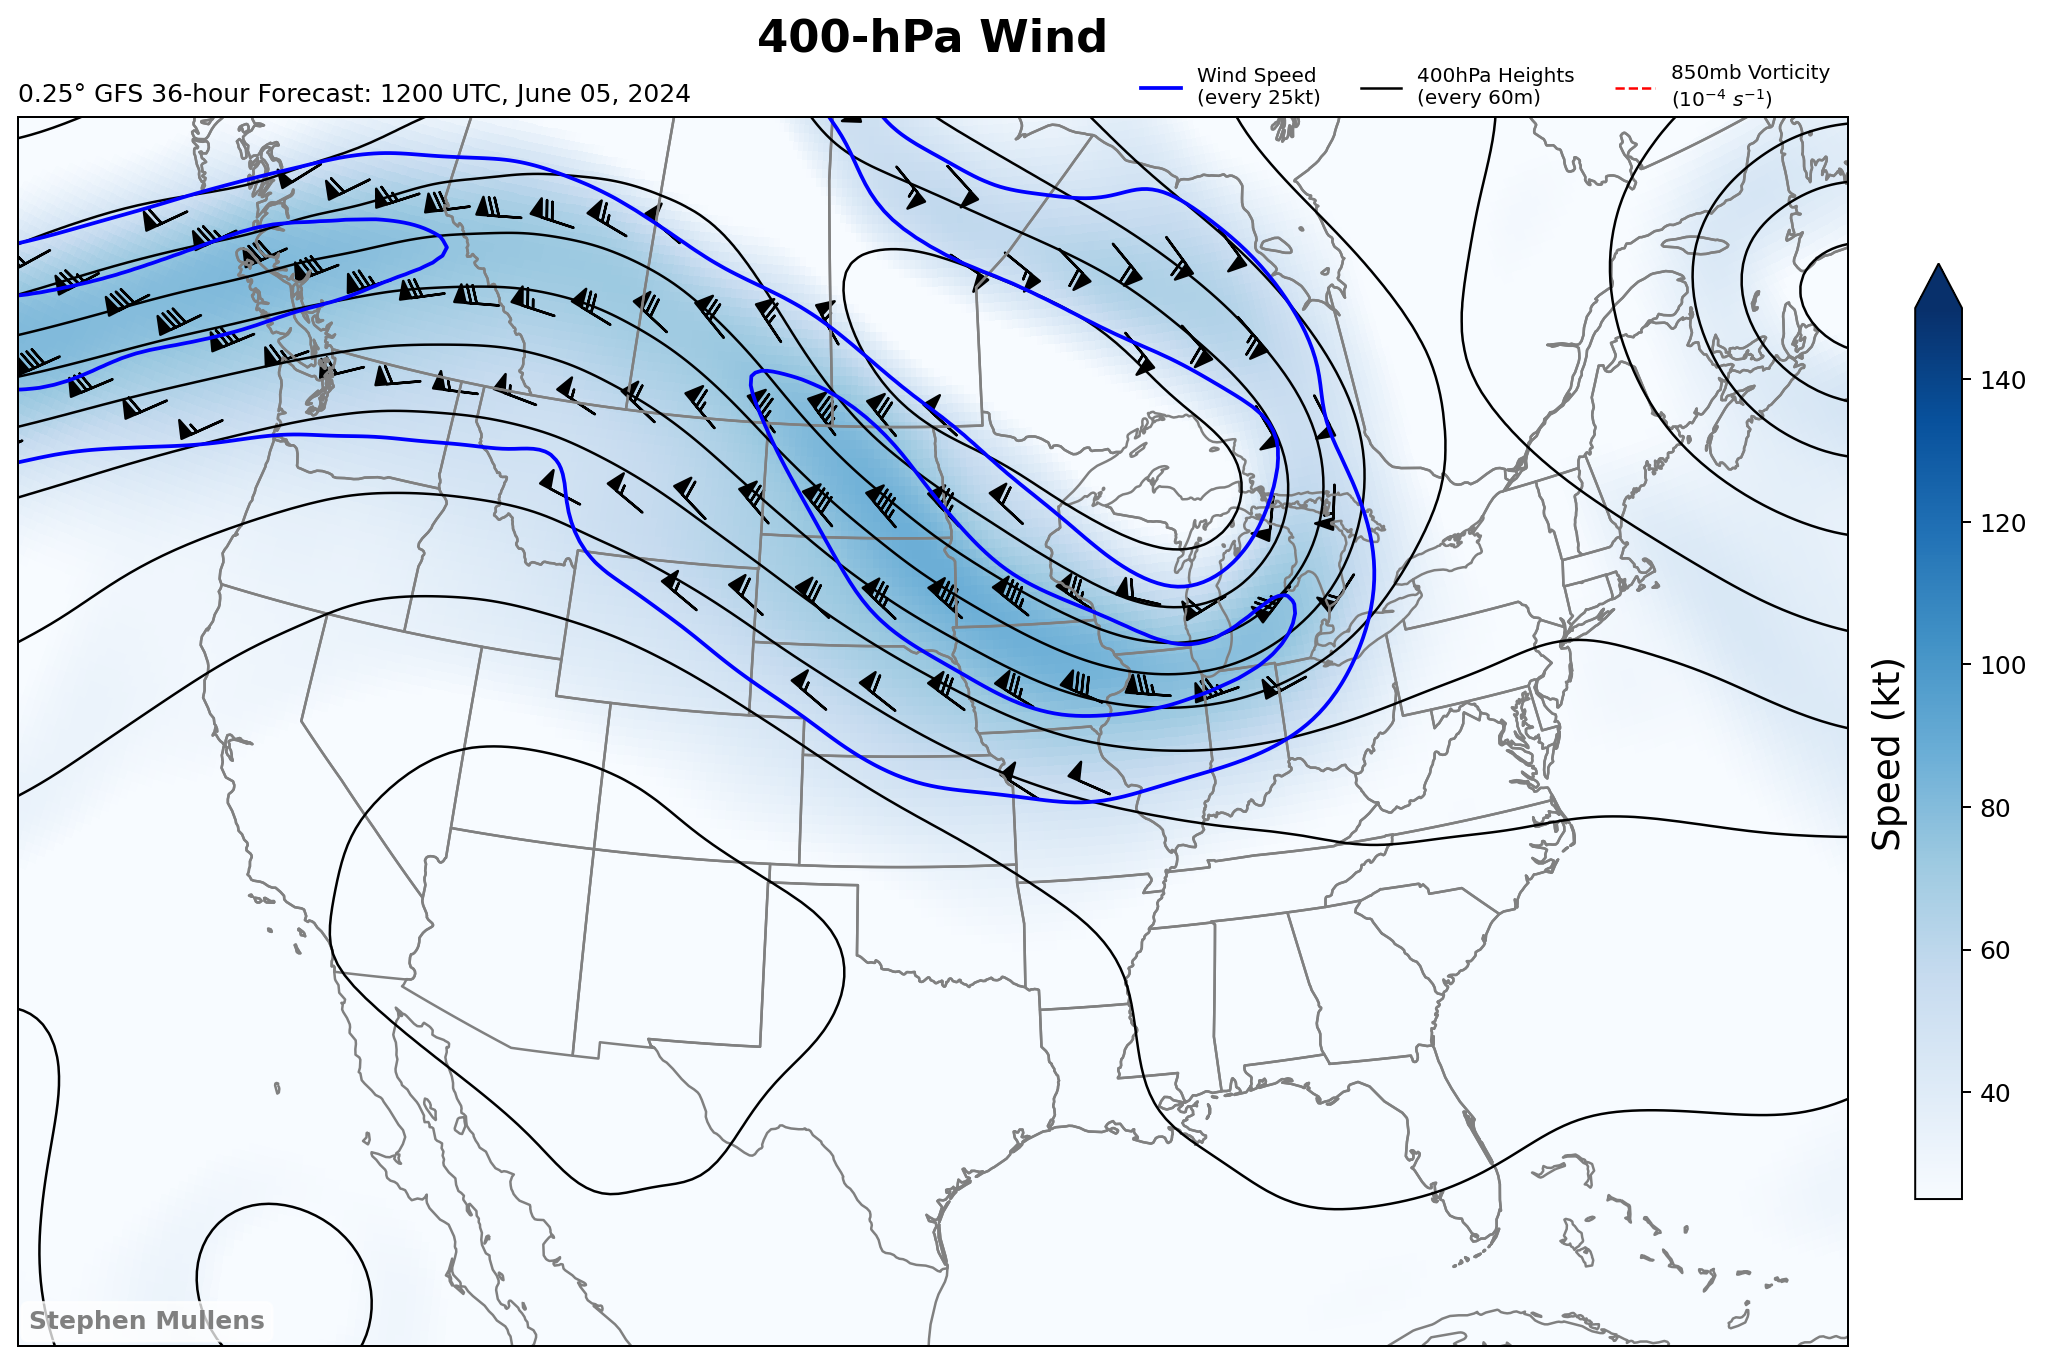 400-hPa Wind
0.25° GFS 36-hour Forecast: 1200 UTC, June 05, 2024
Wind Speed
(every 25kt)
400hPa Heights
(every 60m)
850mb Vorticity
(10⁻⁴ s⁻¹)
140
120
100
80
60
40
Speed (kt)
Stephen Mullens